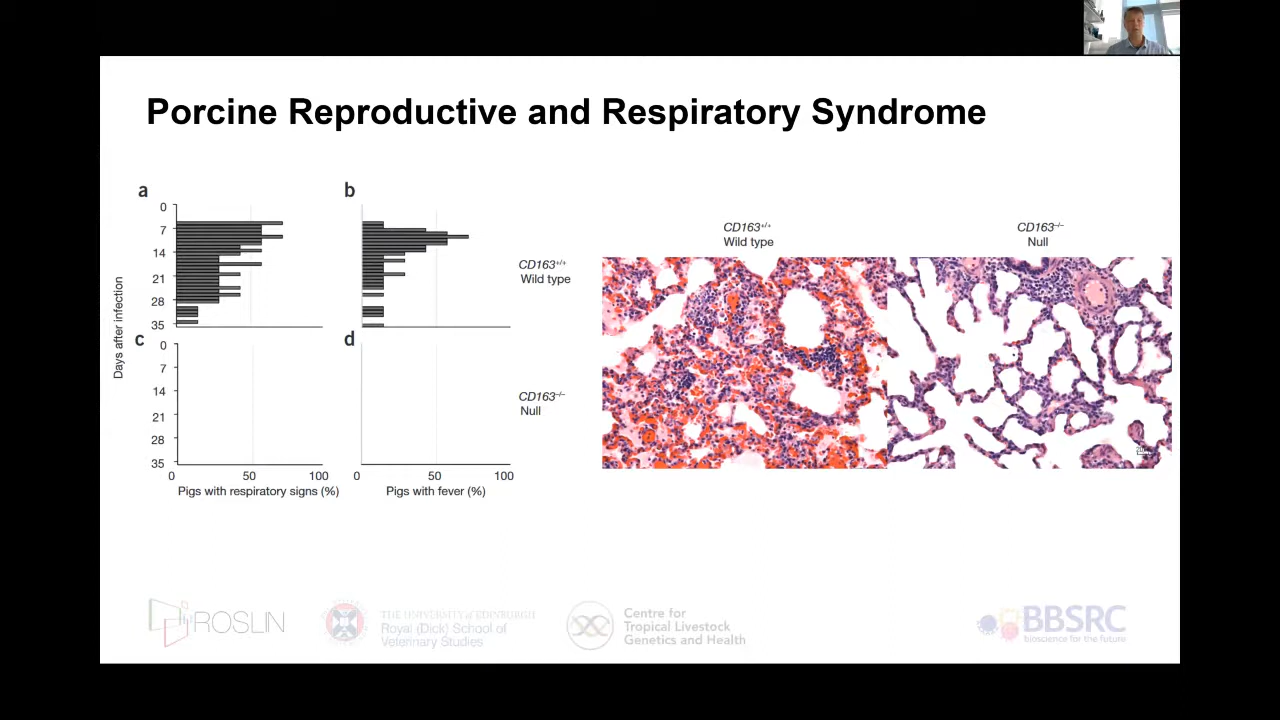 Porcine Reproductive and Respiratory Syndrome
a
0
7
14
21
28
35
b
CD163+/+
Wild type
c
0
7
14
21
28
35
d
CD163–/–
Null
Days after infection
0 50 100
Pigs with respiratory signs (%)
0 50 100
Pigs with fever (%)
CD163+/+
Wild type
CD163–/–
Null
ROSLIN
THE UNIVERSITY of EDINBURGH
Royal (Dick) School of
Veterinary Studies
Centre for
Tropical Livestock
Genetics and Health
BBSRC
bioscience for the future